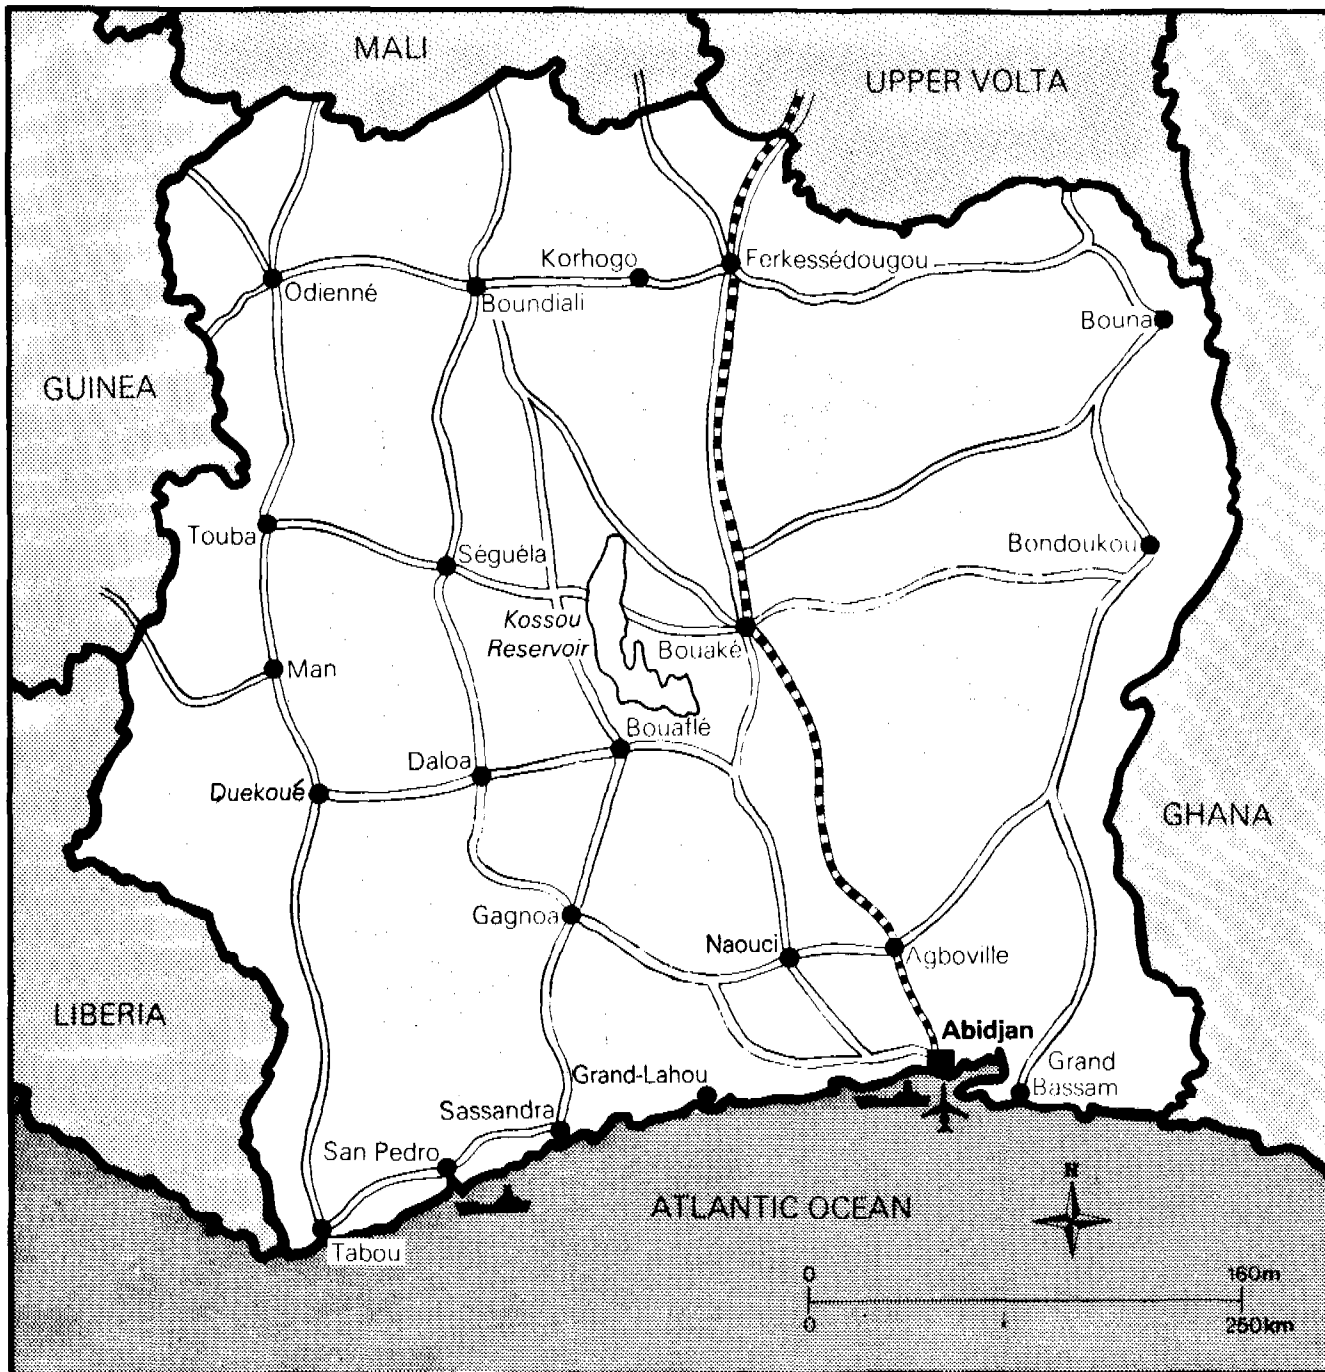 MALI
UPPER VOLTA
Korhogo
Ferkessédougou
Odienné
Boundiali
Bouna
GUINEA
Touba
Séguéla
Bondoukou
Kossou
Reservoir
Bouaké
Man
Bouaflé
Daloa
Duekoué
GHANA
Gagnoa
Naouci
Agboville
LIBERIA
Abidjan
Grand
Bassam
Grand-Lahou
Sassandra
San Pedro
N
ATLANTIC OCEAN
Tabou
0 160m
0 250km